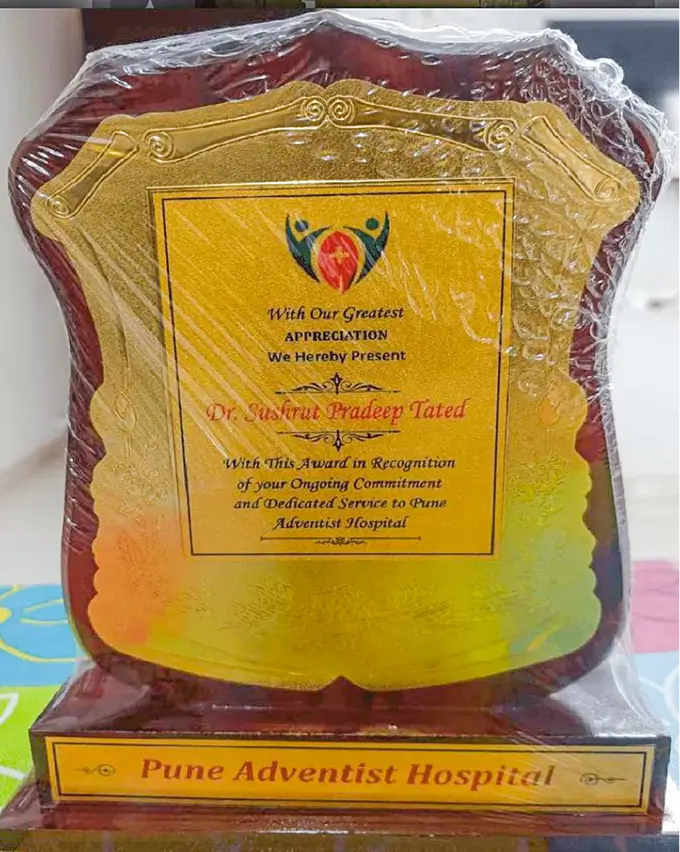 With Our Greatest
APPRECIATION
We Hereby Present
Dr. Sushrut Pradeep Tated
With This Award in Recognition
of your Ongoing Commitment
and Dedicated Service to Pune
Adventist Hospital
Pune Adventist Hospital